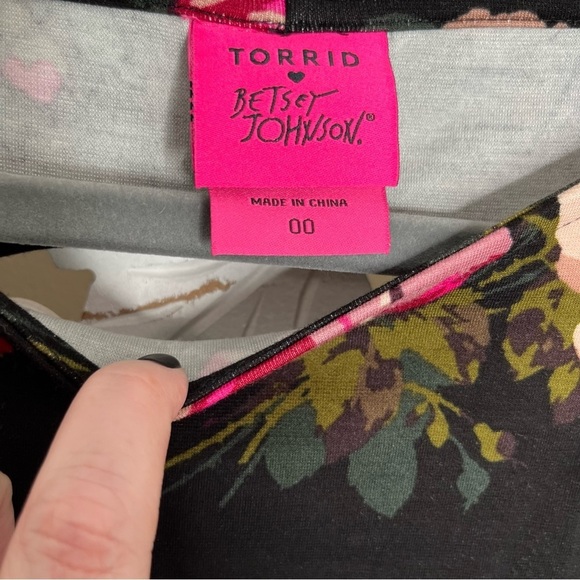 TORRID
BETSEY
JOHNSON.®
MADE IN CHINA
00